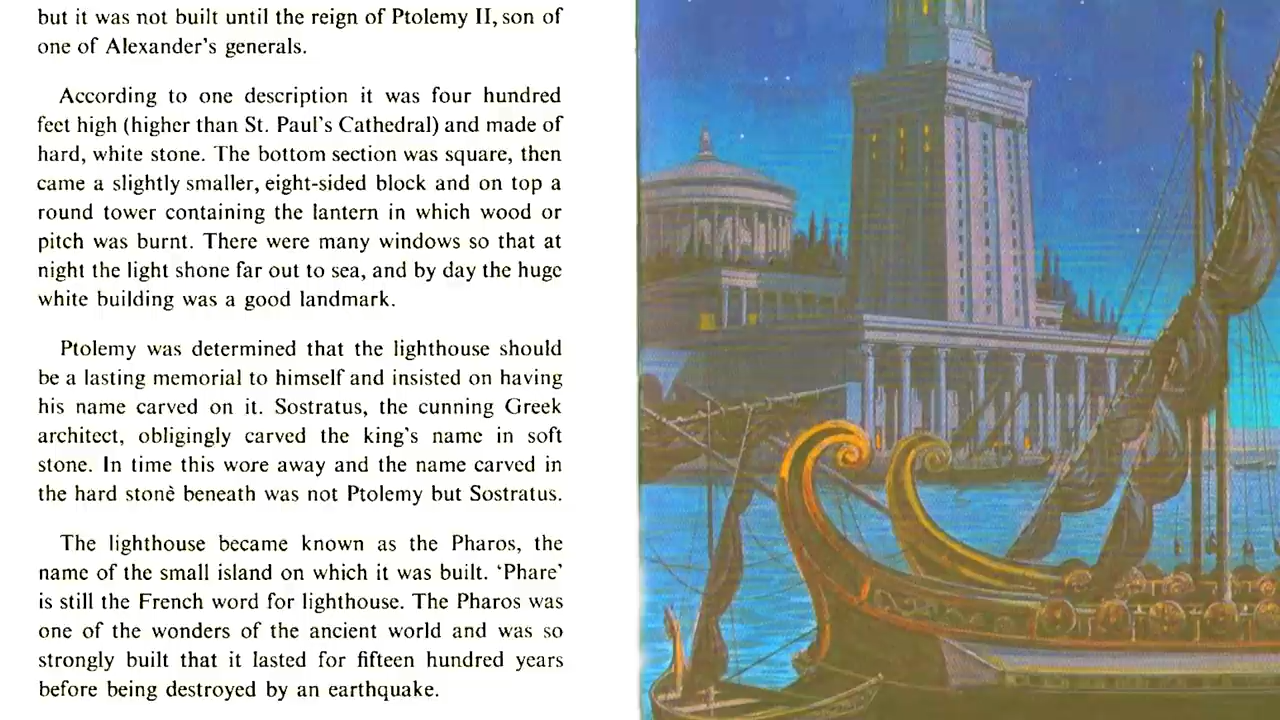 but it was not built until the reign of Ptolemy II, son of
one of Alexander's generals.
According to one description it was four hundred
feet high (higher than St. Paul's Cathedral) and made of
hard, white stone. The bottom section was square, then
came a slightly smaller, eight-sided block and on top a
round tower containing the lantern in which wood or
pitch was burnt. There were many windows so that at
night the light shone far out to sea, and by day the huge
white building was a good landmark.
Ptolemy was determined that the lighthouse should
be a lasting memorial to himself and insisted on having
his name carved on it. Sostratus, the cunning Greek
architect, obligingly carved the king's name in soft
stone. In time this wore away and the name carved in
the hard stone beneath was not Ptolemy but Sostratus.
The lighthouse became known as the Pharos, the
name of the small island on which it was built. ‘Phare’
is still the French word for lighthouse. The Pharos was
one of the wonders of the ancient world and was so
strongly built that it lasted for fifteen hundred years
before being destroyed by an earthquake.